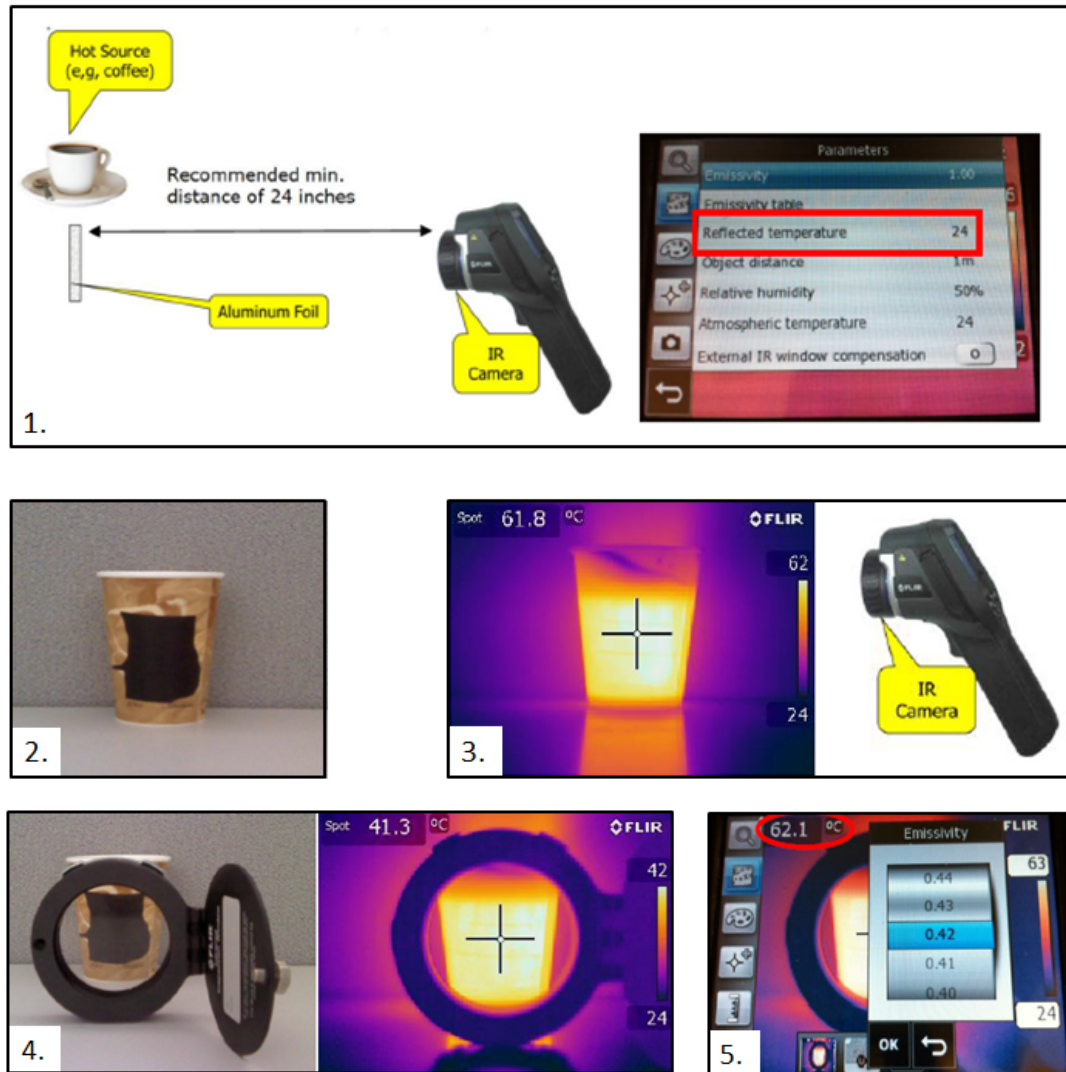 Hot Source
(e,g, coffee)
Recommended min.
distance of 24 inches
Aluminum Foil
IR
Camera
FLIR
Parameters
Emissivity 1.00
Emissivity table
Reflected temperature 24
Object distance 1m
Relative humidity 50%
Atmospheric temperature 24
External IR window compensation
1.
2.
Spot 61.8 °C
FLIR
62
24
IR
Camera
FLIR
3.
FLIR
4.
Spot 41.3 °C
FLIR
42
24
62.1 °C
Emissivity
FLIR
63
0.44
0.43
0.42
0.41
0.40
24
OK
5.